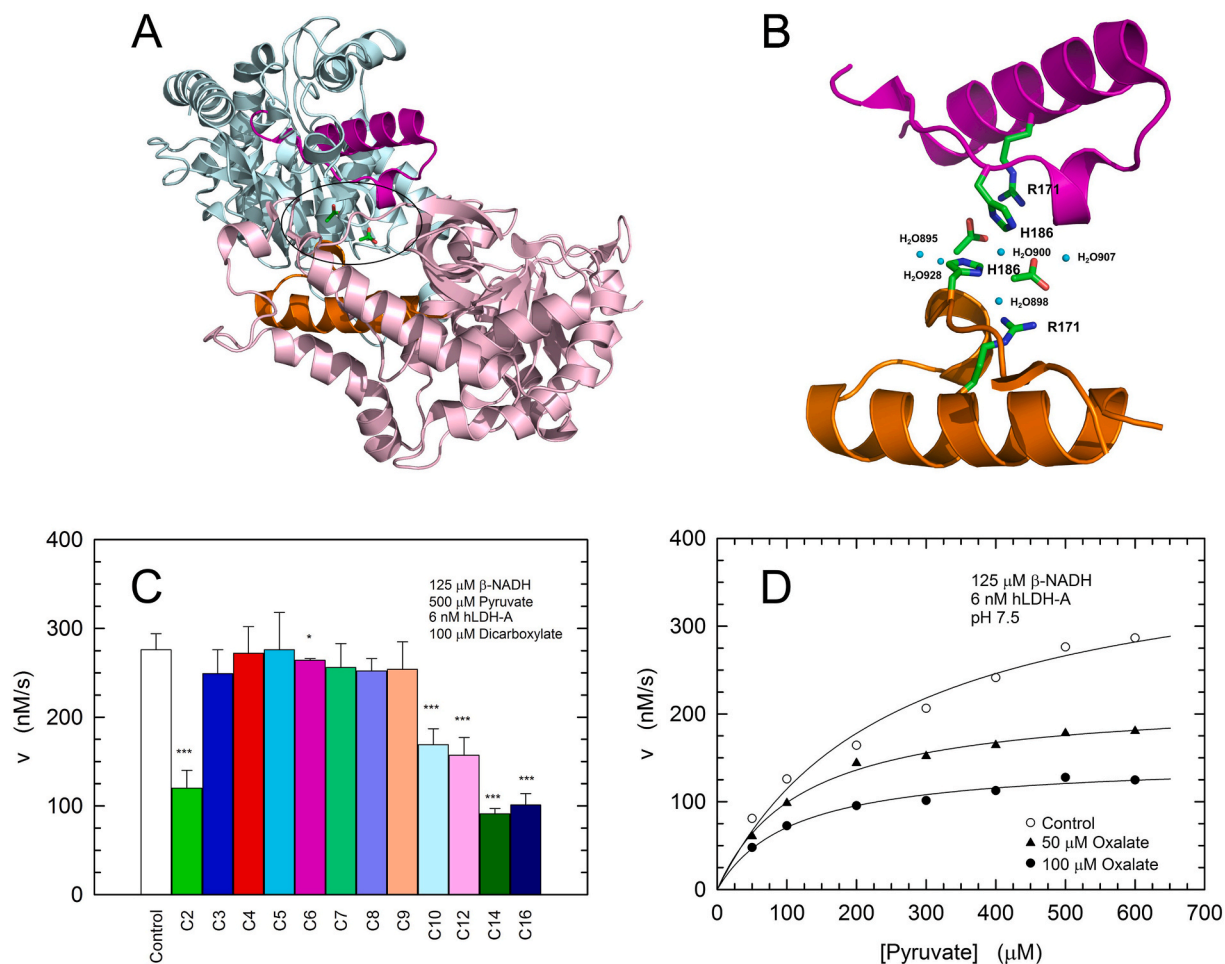 A
B
R171
H186
H₂O895
H₂O900
H₂O907
H₂O928
H186
H₂O898
R171
C
125 μM β-NADH
500 μM Pyruvate
6 nM hLDH-A
100 μM Dicarboxylate
400
300
200
100
0
v (nM/s)
***
*
***
***
***
***
Control
C2
C3
C4
C5
C6
C7
C8
C9
C10
C12
C14
C16
D
125 μM β-NADH
6 nM hLDH-A
pH 7.5
400
300
200
100
0
v (nM/s)
Control
50 μM Oxalate
100 μM Oxalate
0 100 200 300 400 500 600 700
[Pyruvate] (μM)